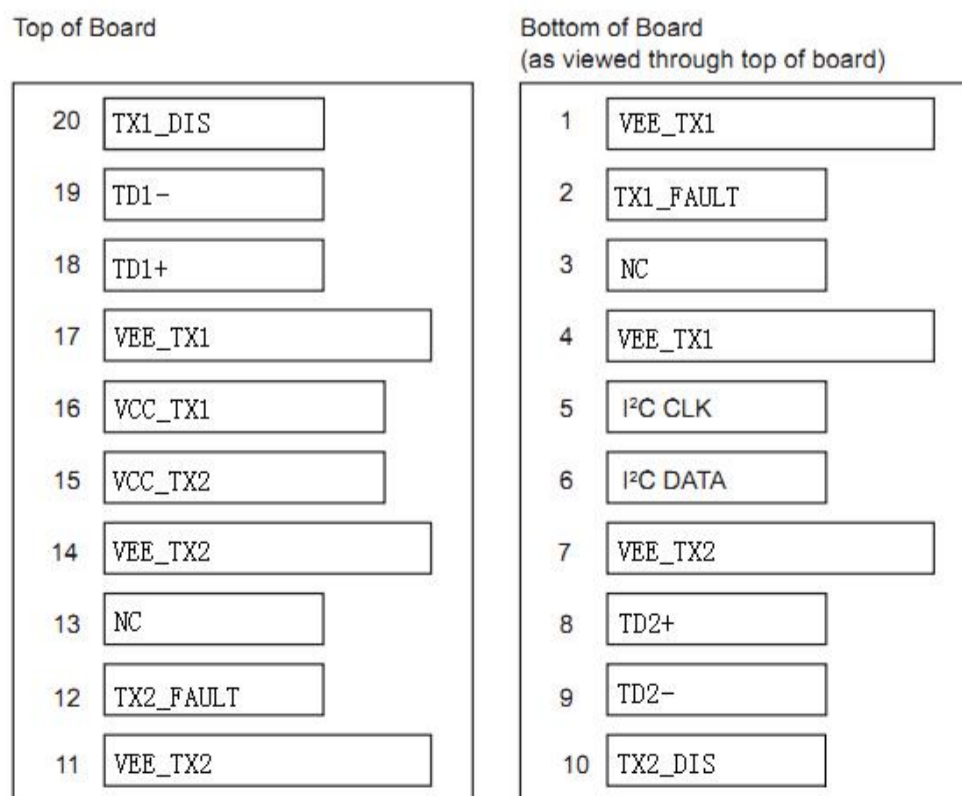 Top of Board
20 TX1_DIS
19 TD1-
18 TD1+
17 VEE_TX1
16 VCC_TX1
15 VCC_TX2
14 VEE_TX2
13 NC
12 TX2_FAULT
11 VEE_TX2
Bottom of Board
(as viewed through top of board)
1 VEE_TX1
2 TX1_FAULT
3 NC
4 VEE_TX1
5 I²C CLK
6 I²C DATA
7 VEE_TX2
8 TD2+
9 TD2-
10 TX2_DIS